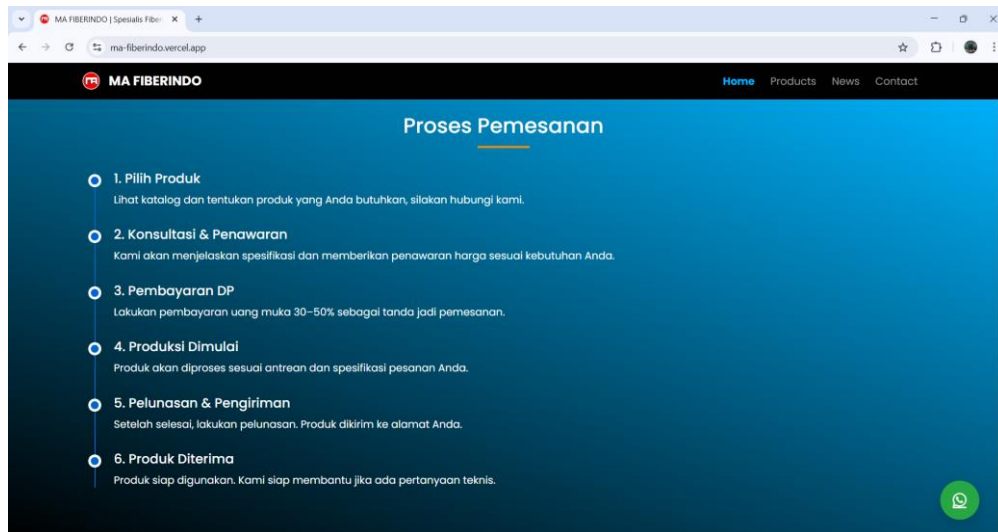 MA FIBERINDO | Spesialis Fiber
ma-fiberindo.vercel.app
MA FIBERINDO
Home Products News Contact
Proses Pemesanan
1. Pilih Produk
Lihat katalog dan tentukan produk yang Anda butuhkan, silakan hubungi kami.
2. Konsultasi & Penawaran
Kami akan menjelaskan spesifikasi dan memberikan penawaran harga sesuai kebutuhan Anda.
3. Pembayaran DP
Lakukan pembayaran uang muka 30–50% sebagai tanda jadi pemesanan.
4. Produksi Dimulai
Produk akan diproses sesuai antrean dan spesifikasi pesanan Anda.
5. Pelunasan & Pengiriman
Setelah selesai, lakukan pelunasan. Produk dikirim ke alamat Anda.
6. Produk Diterima
Produk siap digunakan. Kami siap membantu jika ada pertanyaan teknis.